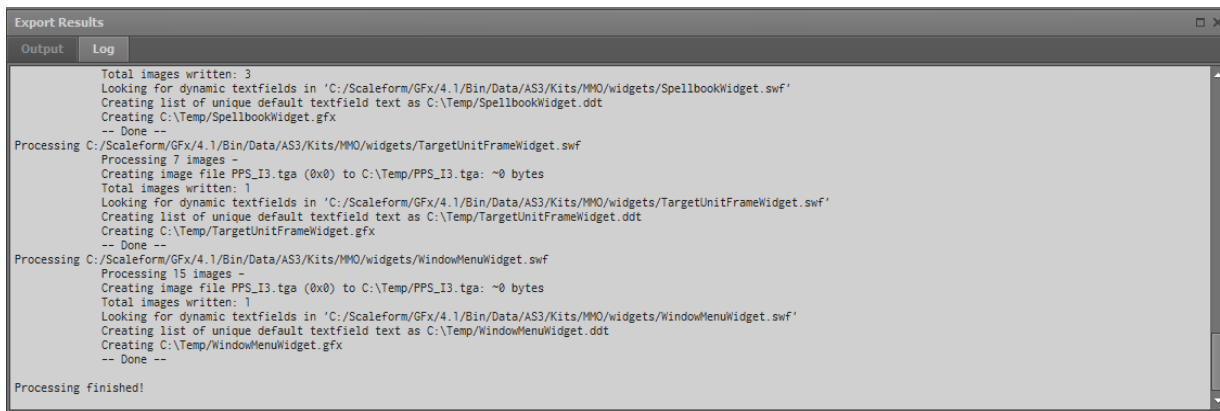 Export Results
Output Log
Total images written: 3
Looking for dynamic textfields in 'C:/Scaleform/GFx/4.1/Bin/Data/AS3/Kits/MMO/widgets/SpellbookWidget.swf'
Creating list of unique default textfield text as C:\Temp/SpellbookWidget.ddt
Creating C:\Temp/SpellbookWidget.gfx
-- Done --
Processing C:/Scaleform/GFx/4.1/Bin/Data/AS3/Kits/MMO/widgets/TargetUnitFrameWidget.swf
Processing 7 images -
Creating image file PPS_I3.tga (0x0) to C:\Temp/PPS_I3.tga: ~0 bytes
Total images written: 1
Looking for dynamic textfields in 'C:/Scaleform/GFx/4.1/Bin/Data/AS3/Kits/MMO/widgets/TargetUnitFrameWidget.swf'
Creating list of unique default textfield text as C:\Temp/TargetUnitFrameWidget.ddt
Creating C:\Temp/TargetUnitFrameWidget.gfx
-- Done --
Processing C:/Scaleform/GFx/4.1/Bin/Data/AS3/Kits/MMO/widgets/WindowMenuWidget.swf
Processing 15 images -
Creating image file PPS_I3.tga (0x0) to C:\Temp/PPS_I3.tga: ~0 bytes
Total images written: 1
Looking for dynamic textfields in 'C:/Scaleform/GFx/4.1/Bin/Data/AS3/Kits/MMO/widgets/WindowMenuWidget.swf'
Creating list of unique default textfield text as C:\Temp/WindowMenuWidget.ddt
Creating C:\Temp/WindowMenuWidget.gfx
-- Done --
Processing finished!